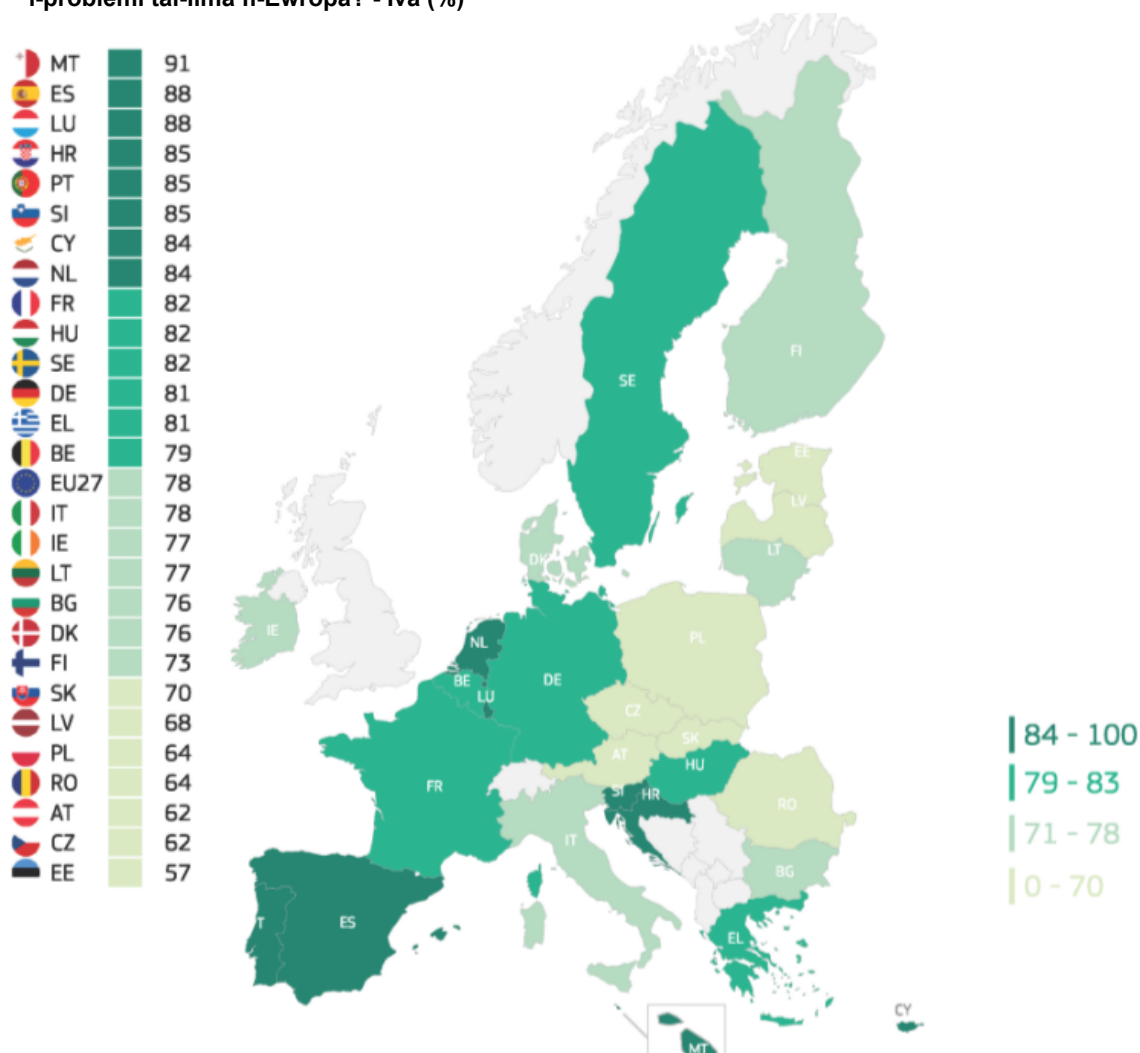 l-problemi tal-ilma fl-Ewropa? - Iva (%)
MT 91
ES 88
LU 88
HR 85
PT 85
SI 85
CY 84
NL 84
FR 82
HU 82
SE 82
DE 81
EL 81
BE 79
EU27 78
IT 78
IE 77
LT 77
BG 76
DK 76
FI 73
SK 70
LV 68
PL 64
RO 64
AT 62
CZ 62
EE 57
FI
SE
EE
LV
LT
DK
IE
PL
NL
BE
DE
LU
CZ
SK
AT
HU
FR
SI
HR
RO
IT
BG
T
ES
EL
CY
MT
84 - 100
79 - 83
71 - 78
0 - 70